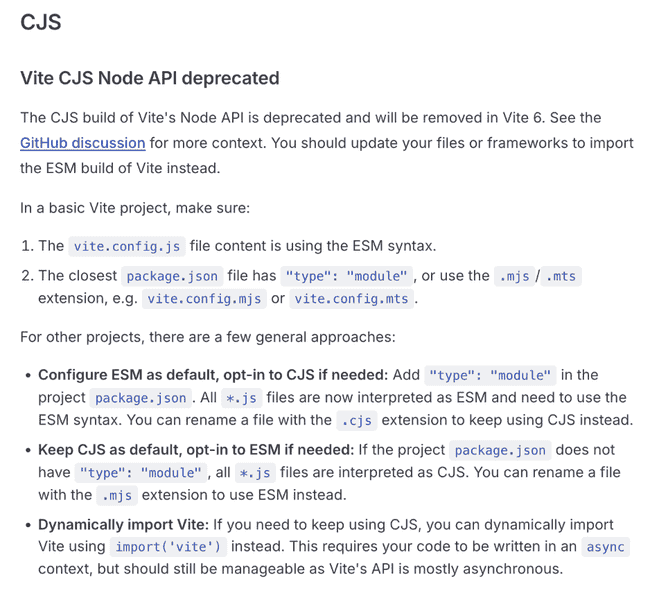 CJS
Vite CJS Node API deprecated
The CJS build of Vite's Node API is deprecated and will be removed in Vite 6. See the
GitHub discussion for more context. You should update your files or frameworks to import
the ESM build of Vite instead.
In a basic Vite project, make sure:
1. The vite.config.js file content is using the ESM syntax.
2. The closest package.json file has "type": "module", or use the .mjs/.mts
extension, e.g. vite.config.mjs or vite.config.mts.
For other projects, there are a few general approaches:
• Configure ESM as default, opt-in to CJS if needed: Add "type": "module" in the
project package.json. All *.js files are now interpreted as ESM and need to use the
ESM syntax. You can rename a file with the .cjs extension to keep using CJS instead.
• Keep CJS as default, opt-in to ESM if needed: If the project package.json does not
have "type": "module", all *.js files are interpreted as CJS. You can rename a file
with the .mjs extension to use ESM instead.
• Dynamically import Vite: If you need to keep using CJS, you can dynamically import
Vite using import('vite') instead. This requires your code to be written in an async
context, but should still be manageable as Vite's API is mostly asynchronous.